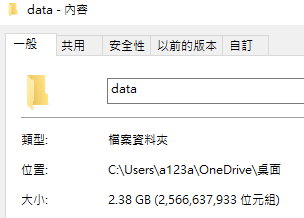 data - 內容
一般 共用 安全性 以前的版本 自訂
data
類型: 檔案資料夾
位置: C:\Users\a123a\OneDrive\桌面
大小: 2.38 GB (2,566,637,933 位元組)